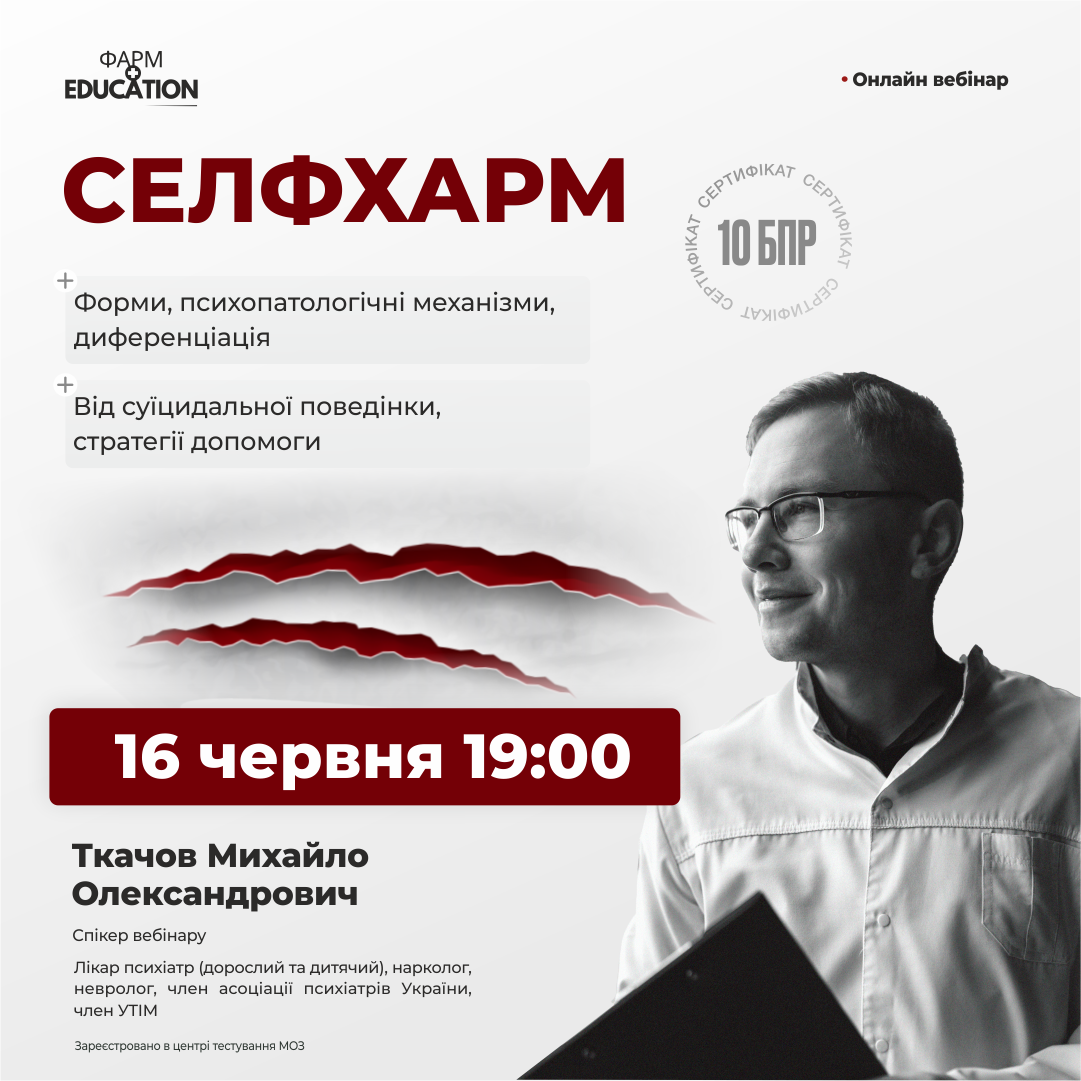 ФАРМ
EDUCATION
• Онлайн вебінар
СЕЛФХАРМ
СЕРТИФІКАТ СЕРТИФІКАТ СЕРТИФІКАТ СЕРТИФІКАТ
10 БПР
Форми, психопатологічні механізми,
диференціація
Від суїцидальної поведінки,
стратегії допомоги
16 червня 19:00
Ткачов Михайло
Олександрович
Спікер вебінару
Лікар психіатр (дорослий та дитячий), нарколог,
невролог, член асоціації психіатрів України,
член УТІМ
Зареєстровано в центрі тестування МОЗ